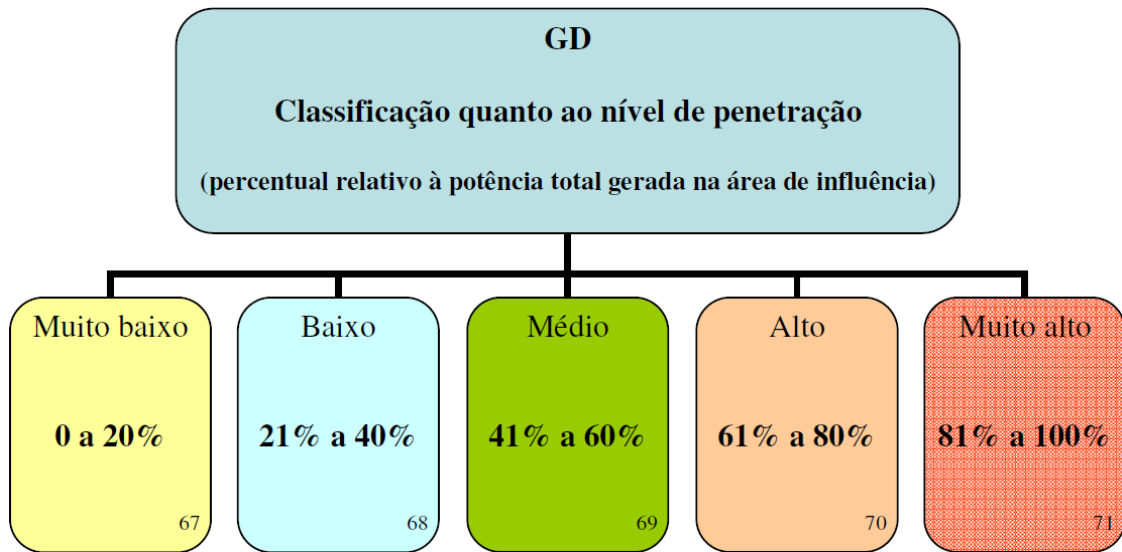 GD
Classificação quanto ao nível de penetração
(percentual relativo à potência total gerada na área de influência)
Muito baixo
0 a 20%
67
Baixo
21% a 40%
68
Médio
41% a 60%
69
Alto
61% a 80%
70
Muito alto
81% a 100%
71